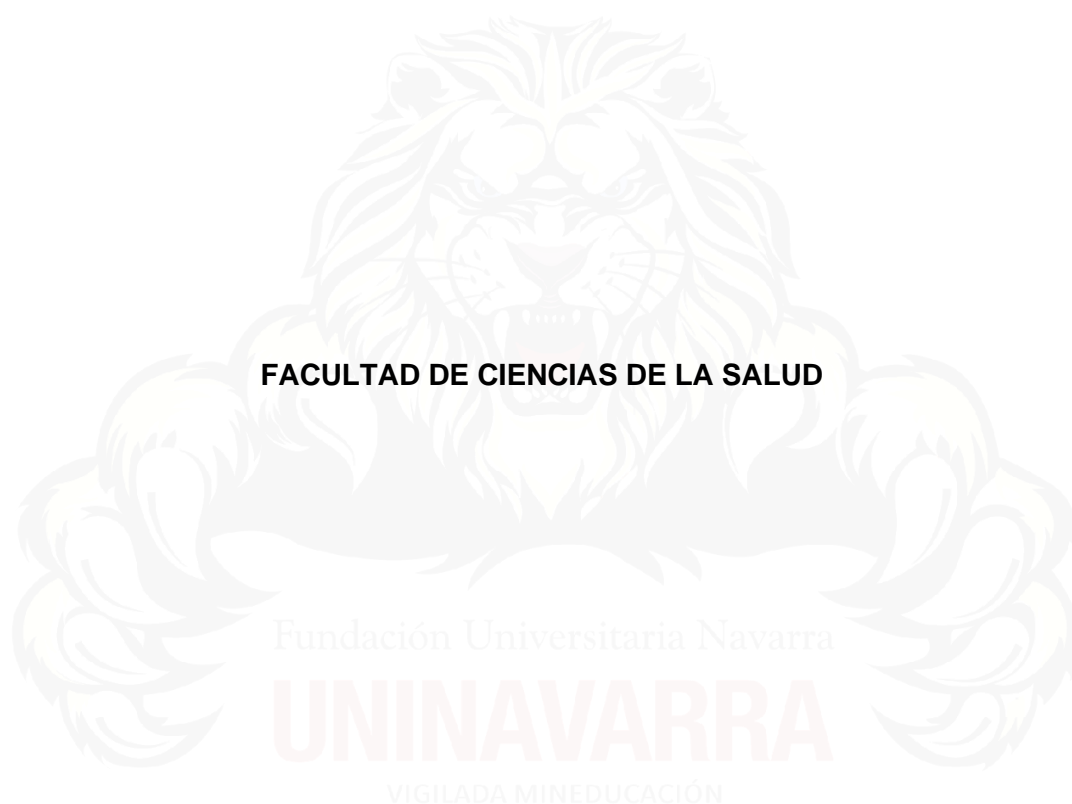 FACULTAD DE CIENCIAS DE LA SALUD
Fundación Universitaria Navarra
UNINAVARRA
VIGILADA MINEDUCACIÓN